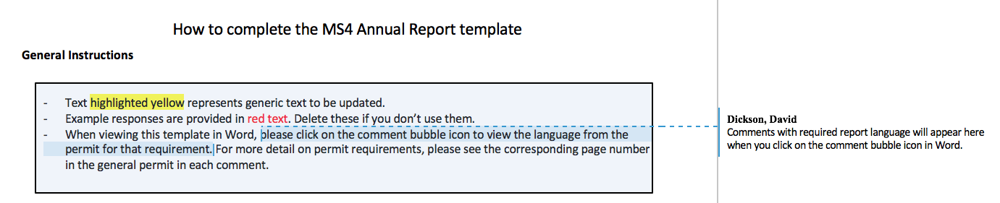 How to complete the MS4 Annual Report template
General Instructions
- Text highlighted yellow represents generic text to be updated.
- Example responses are provided in red text. Delete these if you don’t use them.
- When viewing this template in Word, please click on the comment bubble icon to view the language from the
permit for that requirement. For more detail on permit requirements, please see the corresponding page number
in the general permit in each comment.
Dickson, David
Comments with required report language will appear here
when you click on the comment bubble icon in Word.